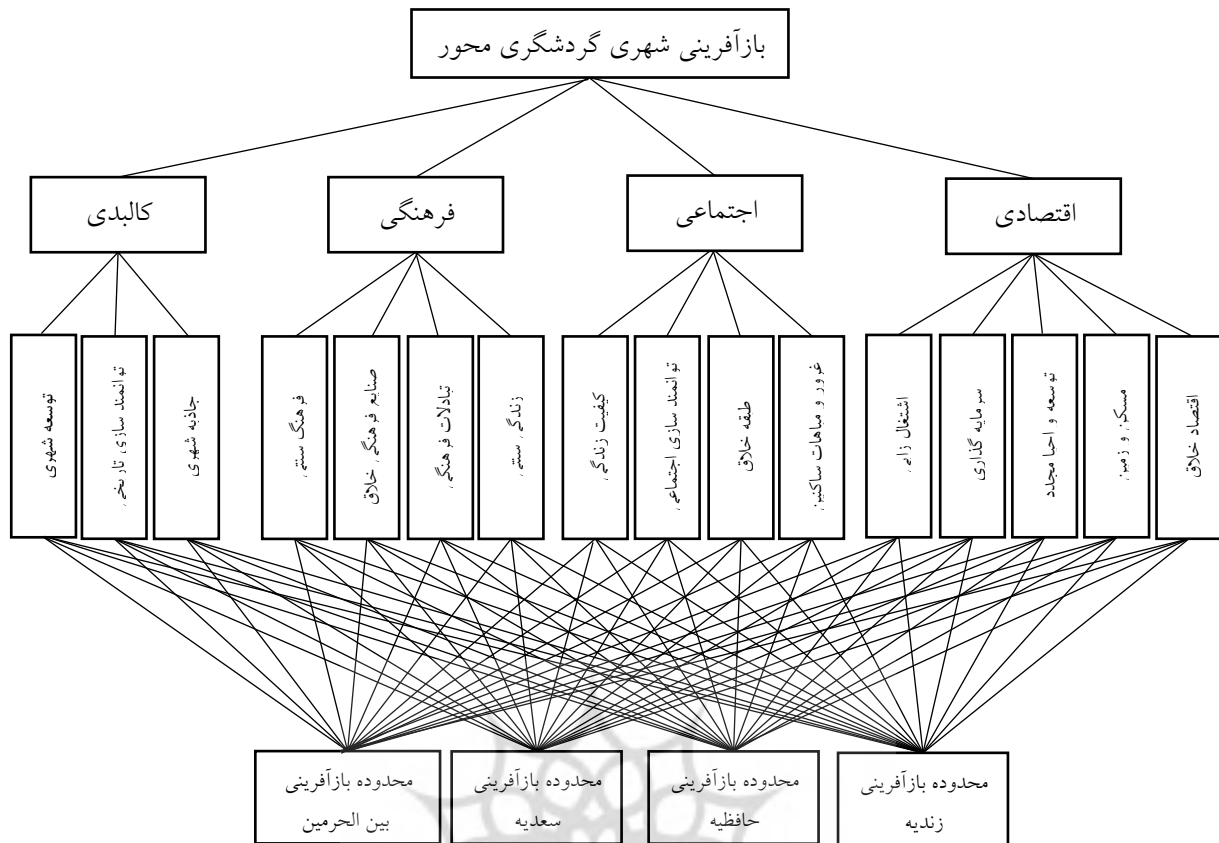 بازآفرینی شهری گردشگری محور
اقتصادی
اجتماعی
فرهنگی
کالبدی
اقتصاد خلاق
مسکن و زمین
توسعه و احیا مجدد
سرمایه گذاری
اشتغال زایی
غرور و مباهات ساکنین
طبقه خلاق
توانمند سازی اجتماعی
کیفیت زندگی
زندگی سنتی
تبادلات فرهنگی
صنایع فرهنگی خلاق
فرهنگ سنتی
جاذبه شهری
توانمند سازی تاریخی
توسعه شهری
محدوده بازآفرینی
زندیه
محدوده بازآفرینی
حافظیه
محدوده بازآفرینی
سعدیه
محدوده بازآفرینی
بین الحرمین